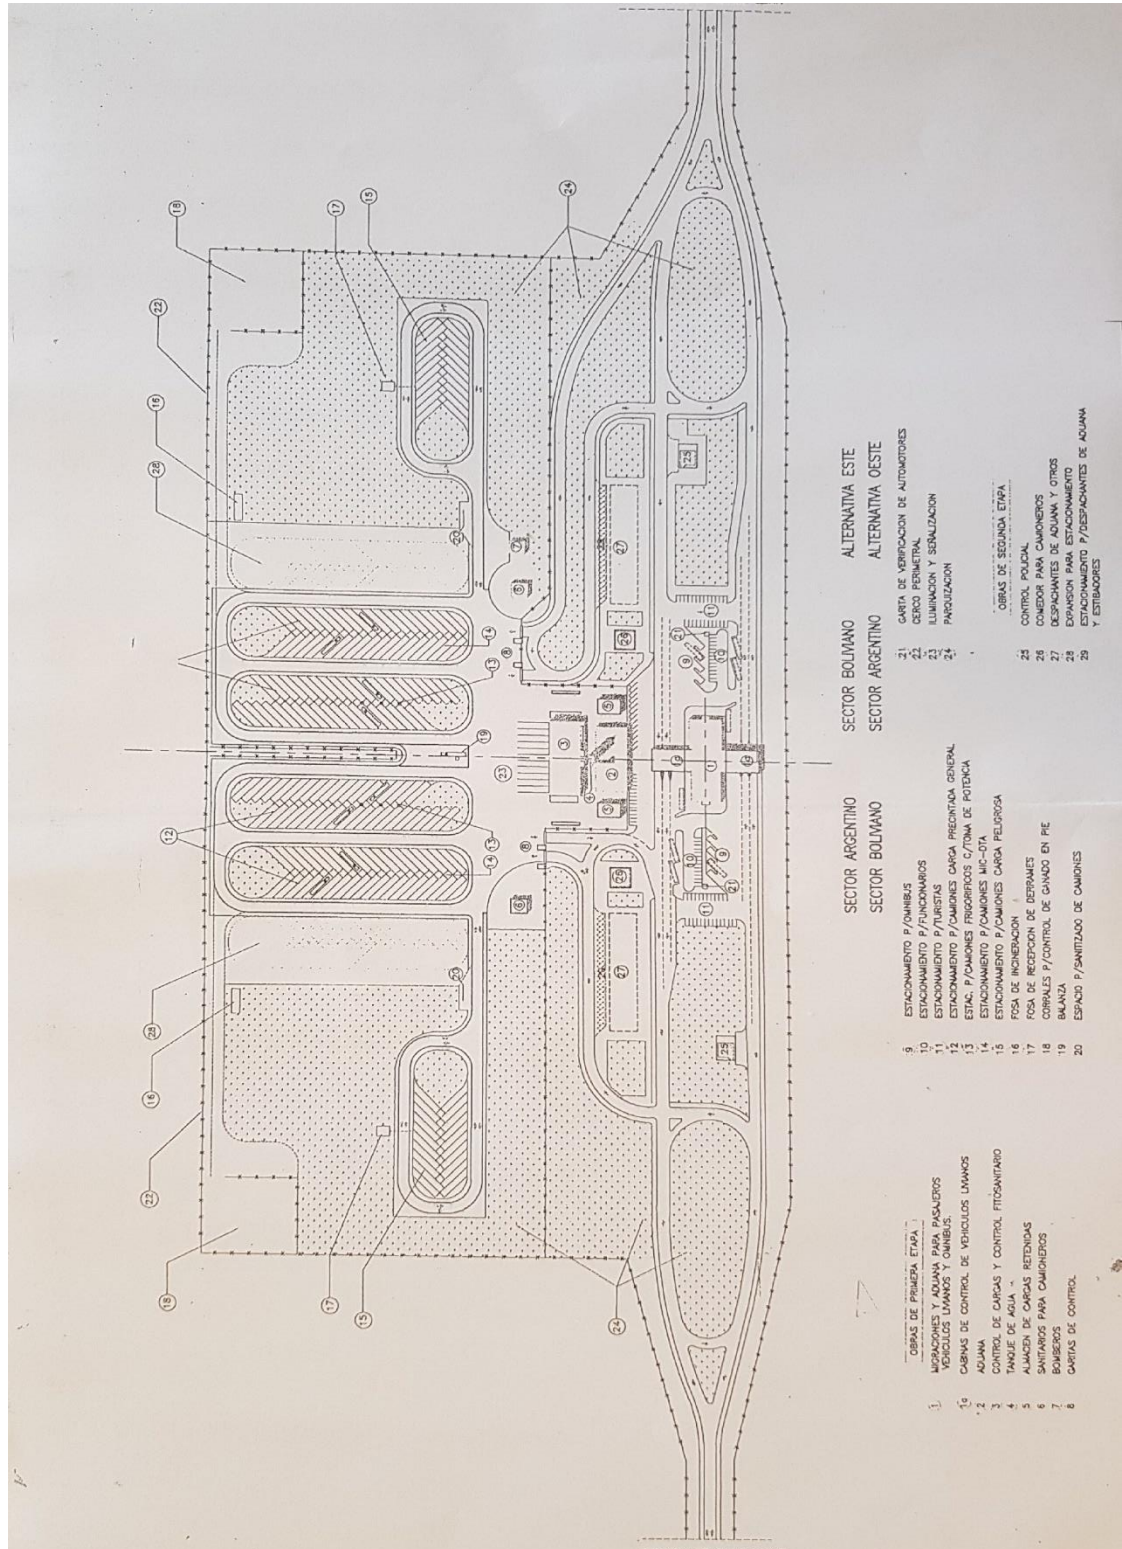 SECTOR ARGENTINO SECTOR BOLIVIANO ALTERNATIVA ESTE
SECTOR BOLIVIANO SECTOR ARGENTINO ALTERNATIVA OESTE
OBRAS DE PRIMERA ETAPA
1 MIGRACIONES Y ADUANA PARA PASAJEROS
VEHICULOS LIVIANOS Y OMNIBUS.
CABINAS DE CONTROL DE VEHICULOS LIVIANOS
2 ADUANA
3 CONTROL DE CARGAS Y CONTROL FITOSANITARIO
4 TANQUE DE AGUA
5 ALMACEN DE CARGAS RETENIDAS
6 SANITARIOS PARA CAMIONEROS
7 BOMBEROS
8 GARITAS DE CONTROL
9 ESTACIONAMIENTO P/OMNIBUS
10 ESTACIONAMIENTO P/FUNCIONARIOS
11 ESTACIONAMIENTO P/TURISTAS
12 ESTACIONAMIENTO P/CAMIONES CARGA PRECINTADA GENERAL
13 ESTAC. P/CAMIONES FRIGORIFICOS C/TOMA DE POTENCIA
14 ESTACIONAMIENTO P/CAMIONES MIC-DTA
15 ESTACIONAMIENTO P/CAMIONES CARGA PELIGROSA
16 FOSA DE INCINERACION
17 FOSA DE RECEPCION DE DERRAMES
18 CORRALES P/CONTROL DE GANADO EN PIE
19 BALANZA
20 ESPACIO P/SANITIZADO DE CAMIONES
21 GARITA DE VERIFICACION DE AUTOMOTORES
22 CERCO PERIMETRAL
23 ILUMINACION Y SEÑALIZACION
24 PARQUIZACION
OBRAS DE SEGUNDA ETAPA
25 CONTROL POLICIAL
26 COMEDOR PARA CAMIONEROS
27 DESPACHANTES DE ADUANA Y OTROS
28 EXPANSION PARA ESTACIONAMIENTO
29 ESTACIONAMIENTO P/DESPACHANTES DE ADUANA
Y ESTIBADORES